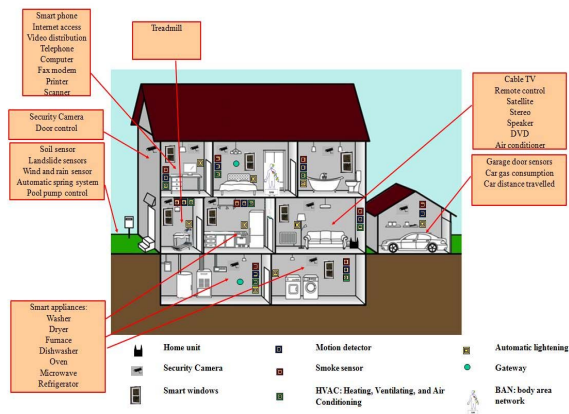 Smart phone
Internet access
Video distribution
Telephone
Computer
Fax modem
Printer
Scanner
Treadmill
Cable TV
Remote control
Satellite
Stereo
Speaker
DVD
Air conditioner
Security Camera
Door control
Soil sensor
Landslide sensors
Wind and rain sensor
Automatic spring system
Pool pump control
Garage door sensors
Car gas consumption
Car distance travelled
Smart appliances:
Washer
Dryer
Furnace
Dishwasher
Oven
Microwave
Refrigerator
Home unit
Motion detector
Automatic lightening
Security Camera
Smoke sensor
Gateway
Smart windows
HVAC: Heating, Ventilating, and Air
Conditioning
BAN: body area
network